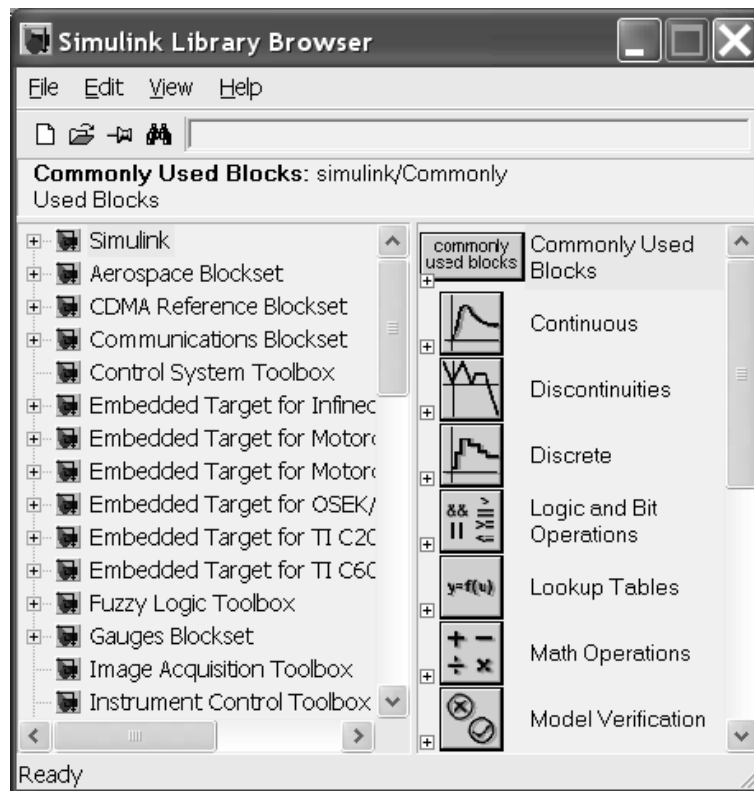 Simulink Library Browser
File Edit View Help
Commonly Used Blocks: simulink/Commonly
Used Blocks
Simulink
Aerospace Blockset
CDMA Reference Blockset
Communications Blockset
Control System Toolbox
Embedded Target for Infinec
Embedded Target for Motoro
Embedded Target for Motoro
Embedded Target for OSEK/
Embedded Target for TI C20
Embedded Target for TI C60
Fuzzy Logic Toolbox
Gauges Blockset
Image Acquisition Toolbox
Instrument Control Toolbox
commonly
used blocks
Commonly Used
Blocks
Continuous
Discontinuities
Discrete
&& >=
|| <=
Logic and Bit
Operations
y=f(u)
Lookup Tables
+ −
÷ ×
Math Operations
Model Verification
Ready